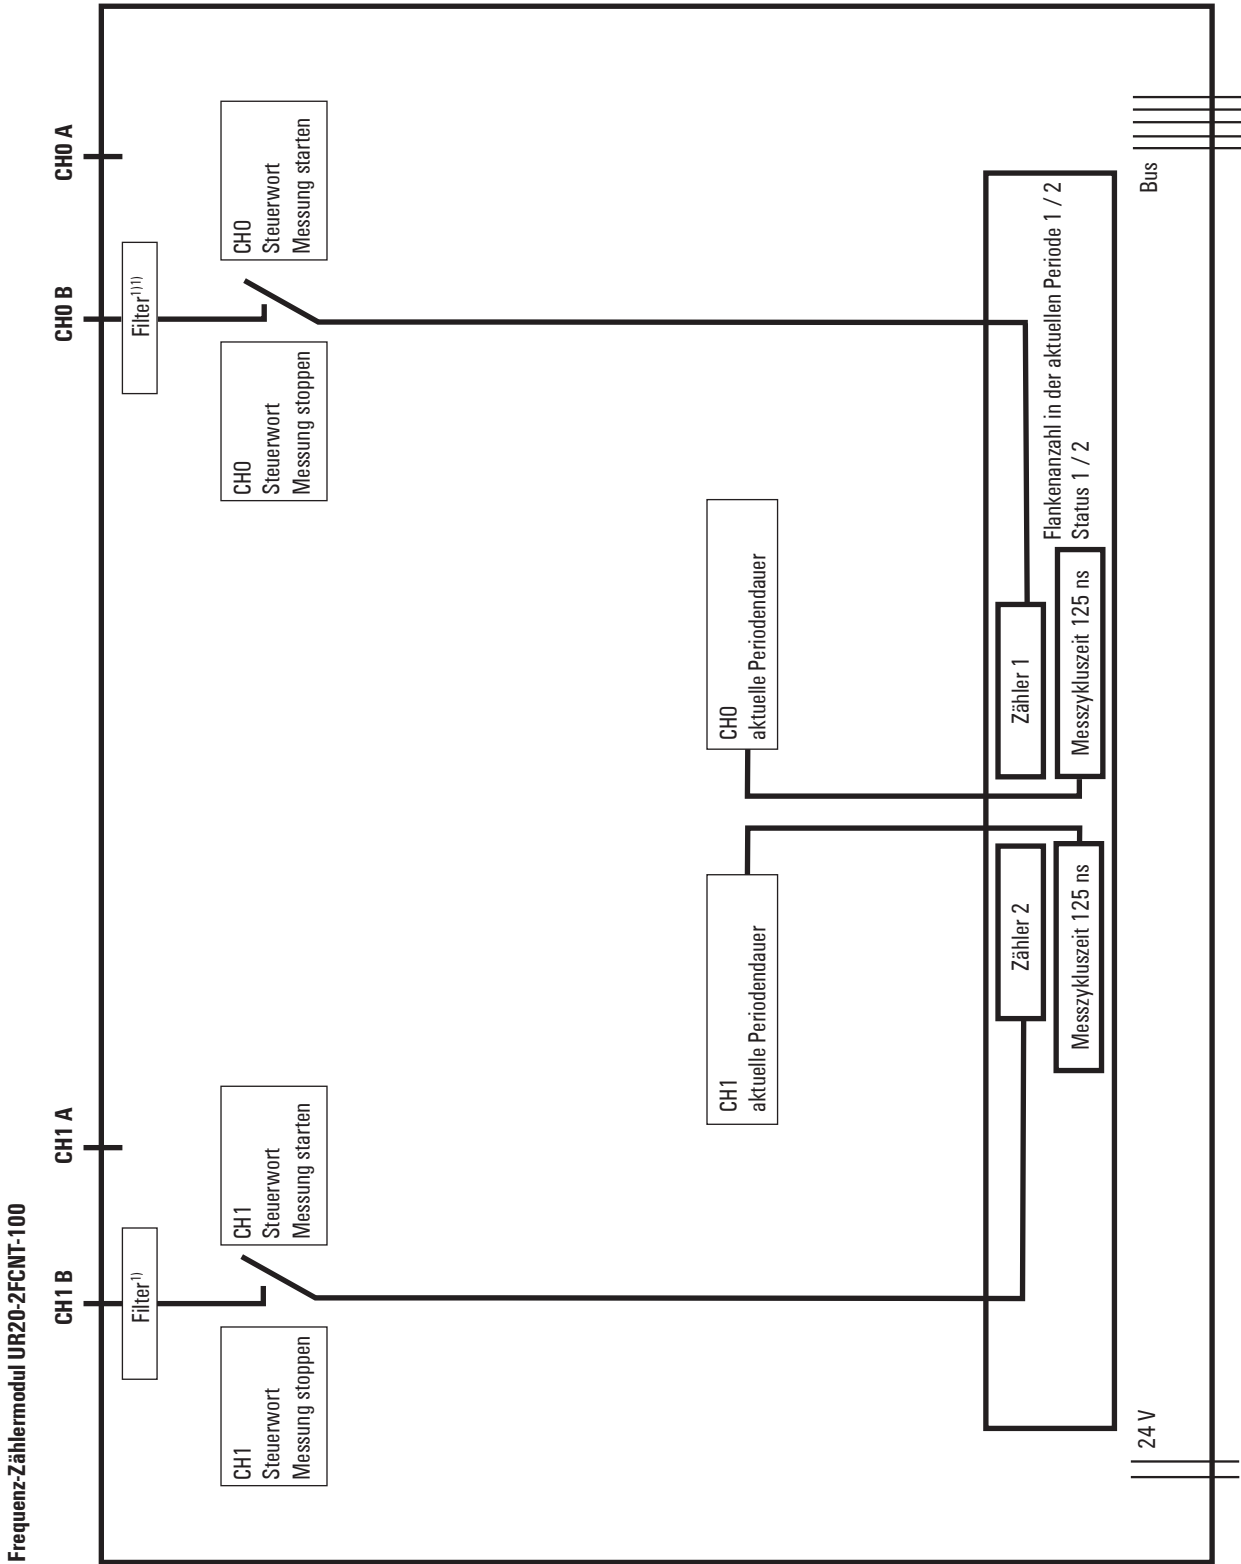 Frequenz-Zählermodul UR20-2FCNT-100
CH1 B
CH1 A
CH0 B
CH0 A
Filter¹⁾
Filter¹⁾¹⁾
CH1
Steuerwort
Messung stoppen
CH1
Steuerwort
Messung starten
CH0
Steuerwort
Messung stoppen
CH0
Steuerwort
Messung starten
CH1
aktuelle Periodendauer
CH0
aktuelle Periodendauer
Zähler 2
Zähler 1
Messzykluszeit 125 ns
Messzykluszeit 125 ns
Flankenanzahl in der aktuellen Periode 1 / 2
Status 1 / 2
24 V
Bus